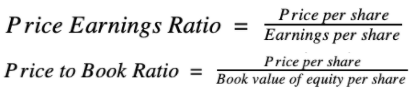 Price Earnings Ratio = Price per share / Earnings per share
Price to Book Ratio = Price per share / Book value of equity per share